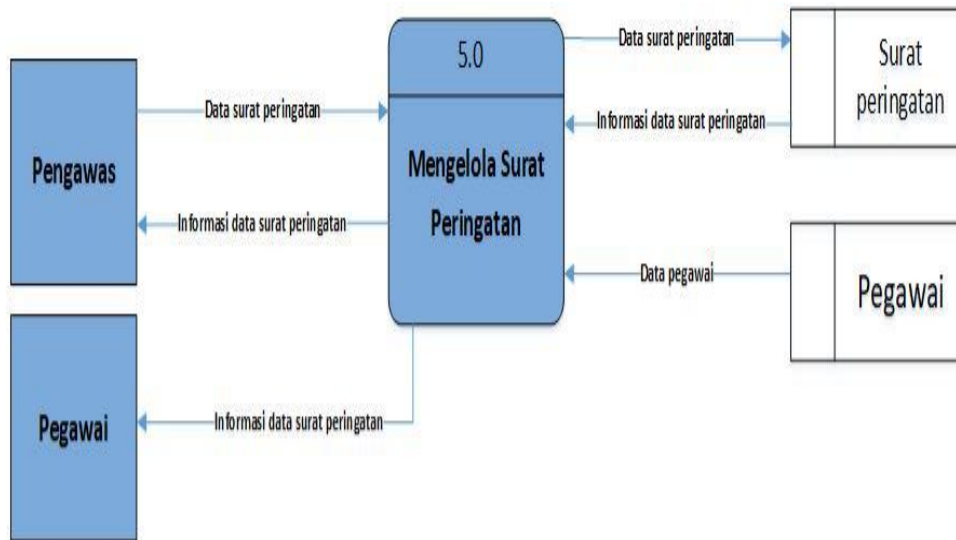 5.0
Data surat peringatan
Surat
peringatan
Data surat peringatan
Informasi data surat peringatan
Pengawas
Mengelola Surat
Peringatan
Informasi data surat peringatan
Data pegawai
Pegawai
Pegawai
Informasi data surat peringatan